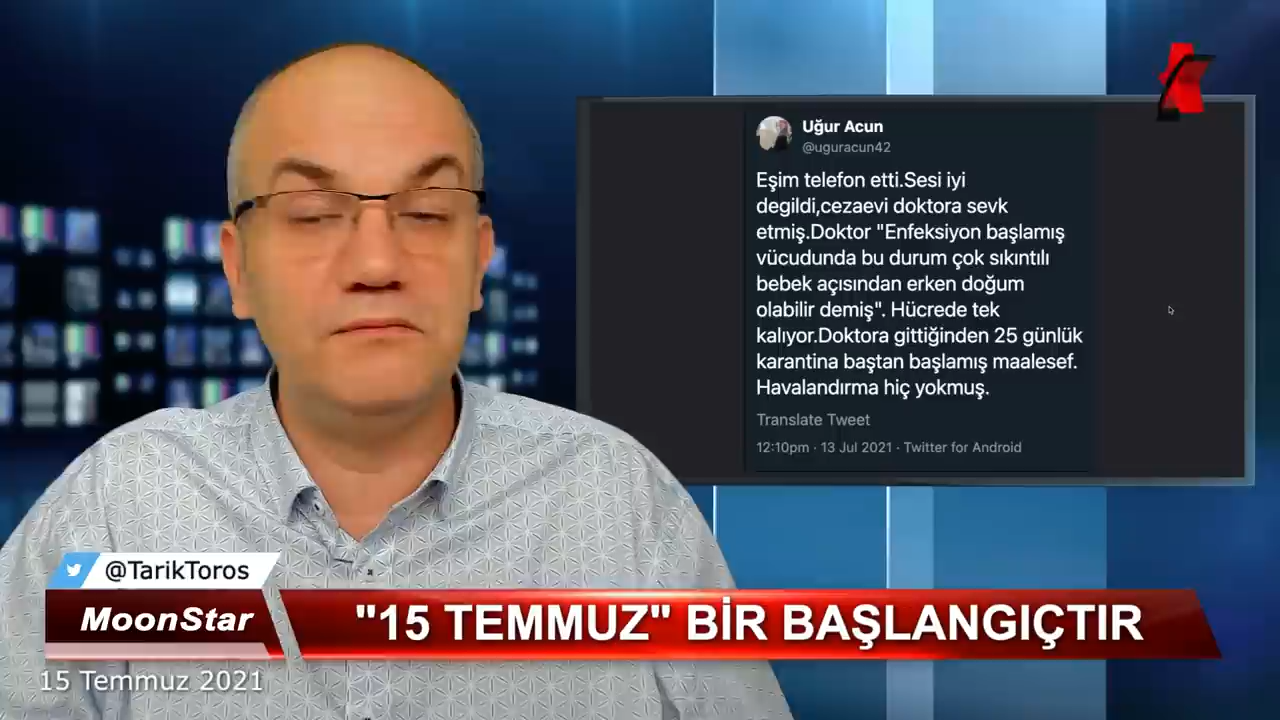 Uğur Acun
@uguracun42
Eşim telefon etti.Sesi iyi
degildi,cezaevi doktora sevk
etmiş.Doktor "Enfeksiyon başlamış
vücudunda bu durum çok sıkıntılı
bebek açısından erken doğum
olabilir demiş". Hücrede tek
kalıyor.Doktora gittiğinden 25 günlük
karantina baştan başlamış maalesef.
Havalandırma hiç yokmuş.
Translate Tweet
12:10pm · 13 Jul 2021 · Twitter for Android
@TarikToros
MoonStar
"15 TEMMUZ" BİR BAŞLANGIÇTIR
15 Temmuz 2021